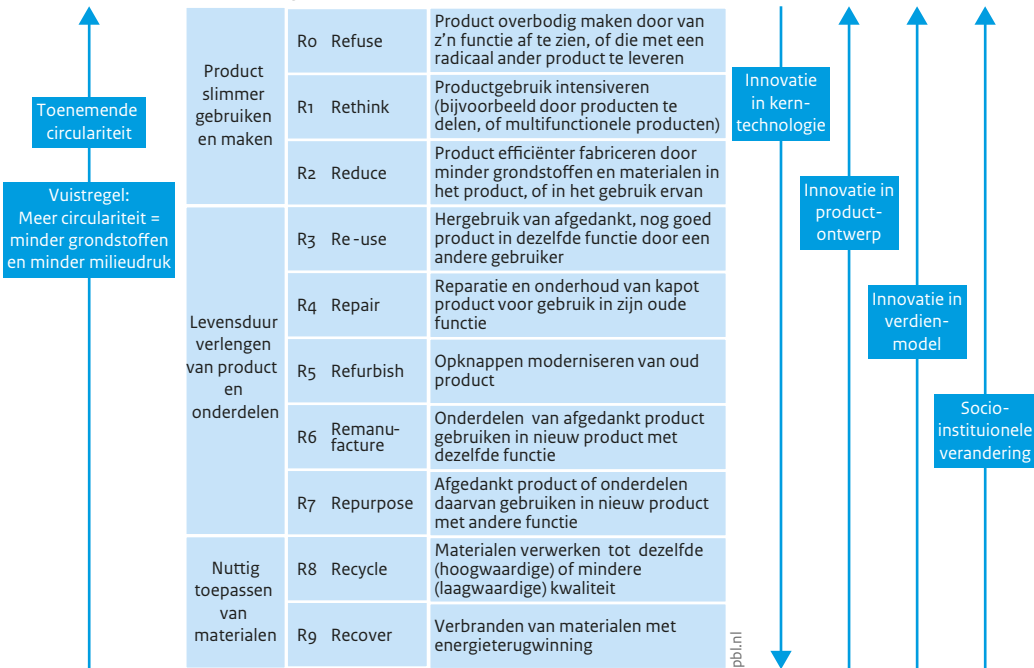 Toenemende
circulariteit
Vuistregel:
Meer circulariteit =
minder grondstoffen
en minder milieudruk
Product
slimmer
gebruiken
en maken
R0 Refuse
Product overbodig maken door van
z’n functie af te zien, of die met een
radicaal ander product te leveren
R1 Rethink
Productgebruik intensiveren
(bijvoorbeeld door producten te
delen, of multifunctionele producten)
R2 Reduce
Product efficiënter fabriceren door
minder grondstoffen en materialen in
het product, of in het gebruik ervan
Levensduur
verlengen
van product
en
onderdelen
R3 Re-use
Hergebruik van afgedankt, nog goed
product in dezelfde functie door een
andere gebruiker
R4 Repair
Reparatie en onderhoud van kapot
product voor gebruik in zijn oude
functie
R5 Refurbish
Opknappen moderniseren van oud
product
R6 Remanu-
facture
Onderdelen van afgedankt product
gebruiken in nieuw product met
dezelfde functie
R7 Repurpose
Afgedankt product of onderdelen
daarvan gebruiken in nieuw product
met andere functie
Nuttig
toepassen
van
materialen
R8 Recycle
Materialen verwerken tot dezelfde
(hoogwaardige) of mindere
(laagwaardige) kwaliteit
R9 Recover
Verbranden van materialen met
energieterugwinning
pbl.nl
Innovatie
in kern-
technologie
Innovatie in
product-
ontwerp
Innovatie in
verdien-
model
Socio-
instituionele
verandering